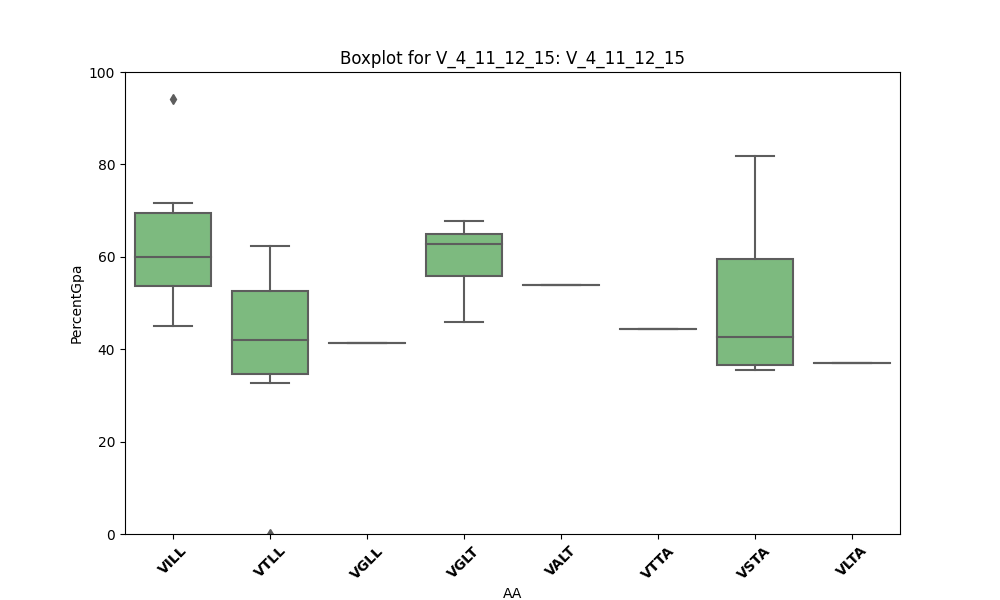 Boxplot for V_4_11_12_15: V_4_11_12_15
100
80
60
40
20
0
PercentGpa
VILL
VTLL
VGLL
VGLT
VALT
VTTA
VSTA
VLTA
AA